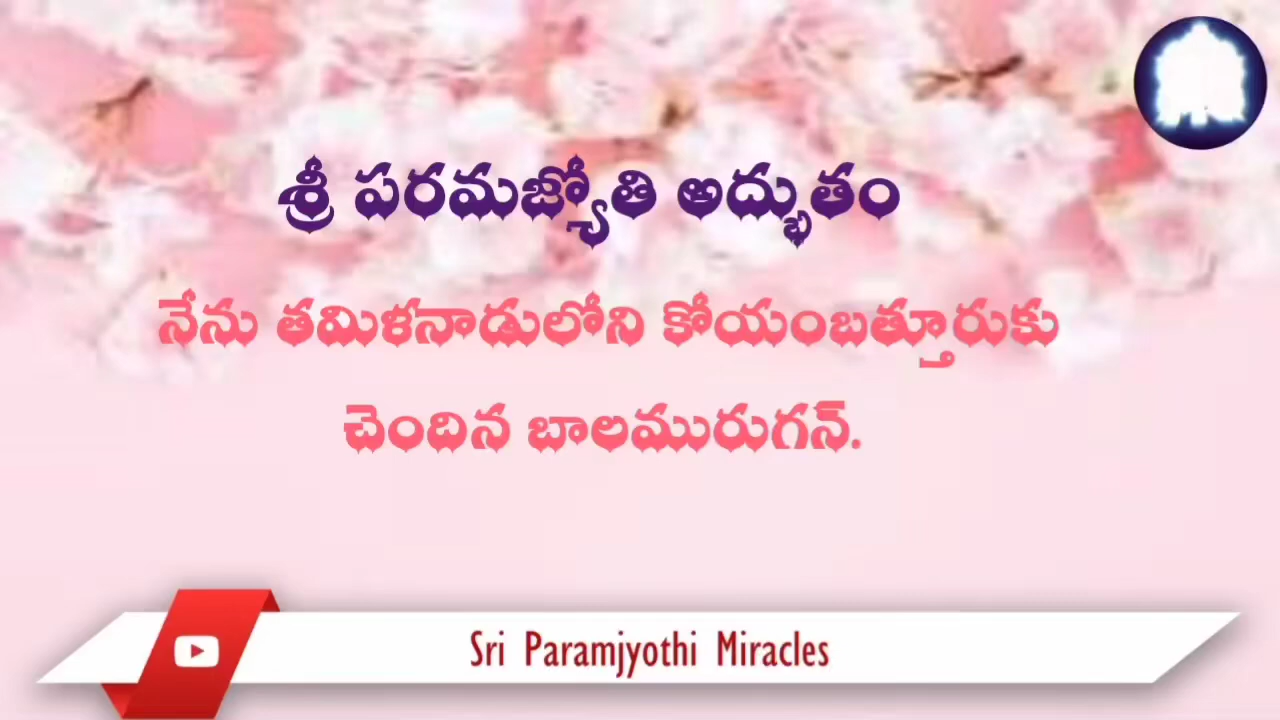 శ్రీ పరమజ్యోతి అద్భుతం
నేను తమిళనాడులోని కోయంబత్తూరుకు
చెందిన బాలమురుగన్.
Sri Paramjyothi Miracles